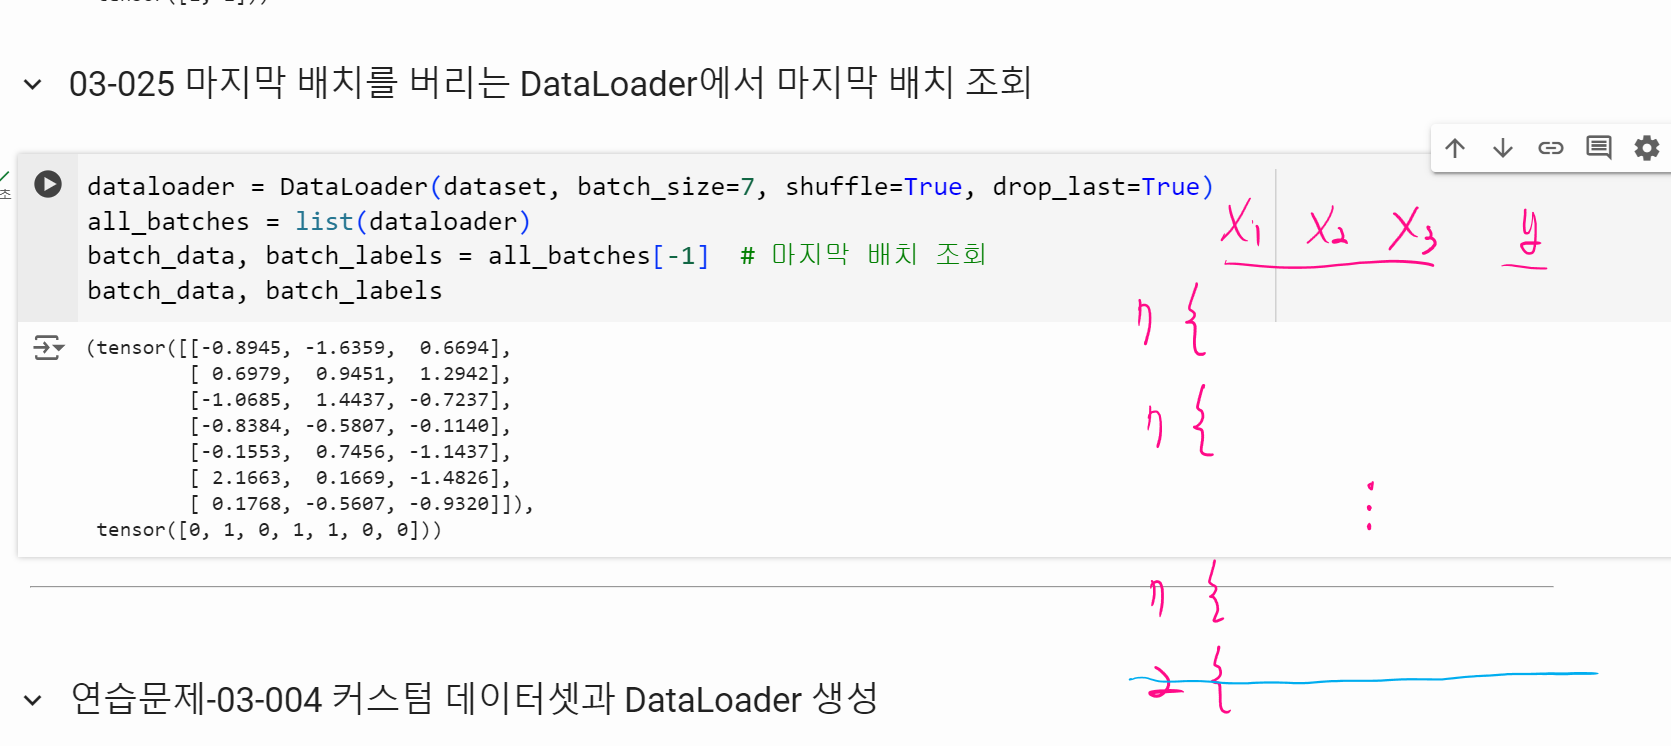 03-025 마지막 배치를 버리는 DataLoader에서 마지막 배치 조회
초
dataloader = DataLoader(dataset, batch_size=7, shuffle=True, drop_last=True)
all_batches = list(dataloader)
batch_data, batch_labels = all_batches[-1]  # 마지막 배치 조회
batch_data, batch_labels
x₁ x₂ x₃ y
7 {
7 {
⋮
7 {
2 {
(tensor([[-0.8945, -1.6359,  0.6694],
[ 0.6979,  0.9451,  1.2942],
[-1.0685,  1.4437, -0.7237],
[-0.8384, -0.5807, -0.1140],
[-0.1553,  0.7456, -1.1437],
[ 2.1663,  0.1669, -1.4826],
[ 0.1768, -0.5607, -0.9320]]),
tensor([0, 1, 0, 1, 1, 0, 0]))
연습문제-03-004 커스텀 데이터셋과 DataLoader 생성